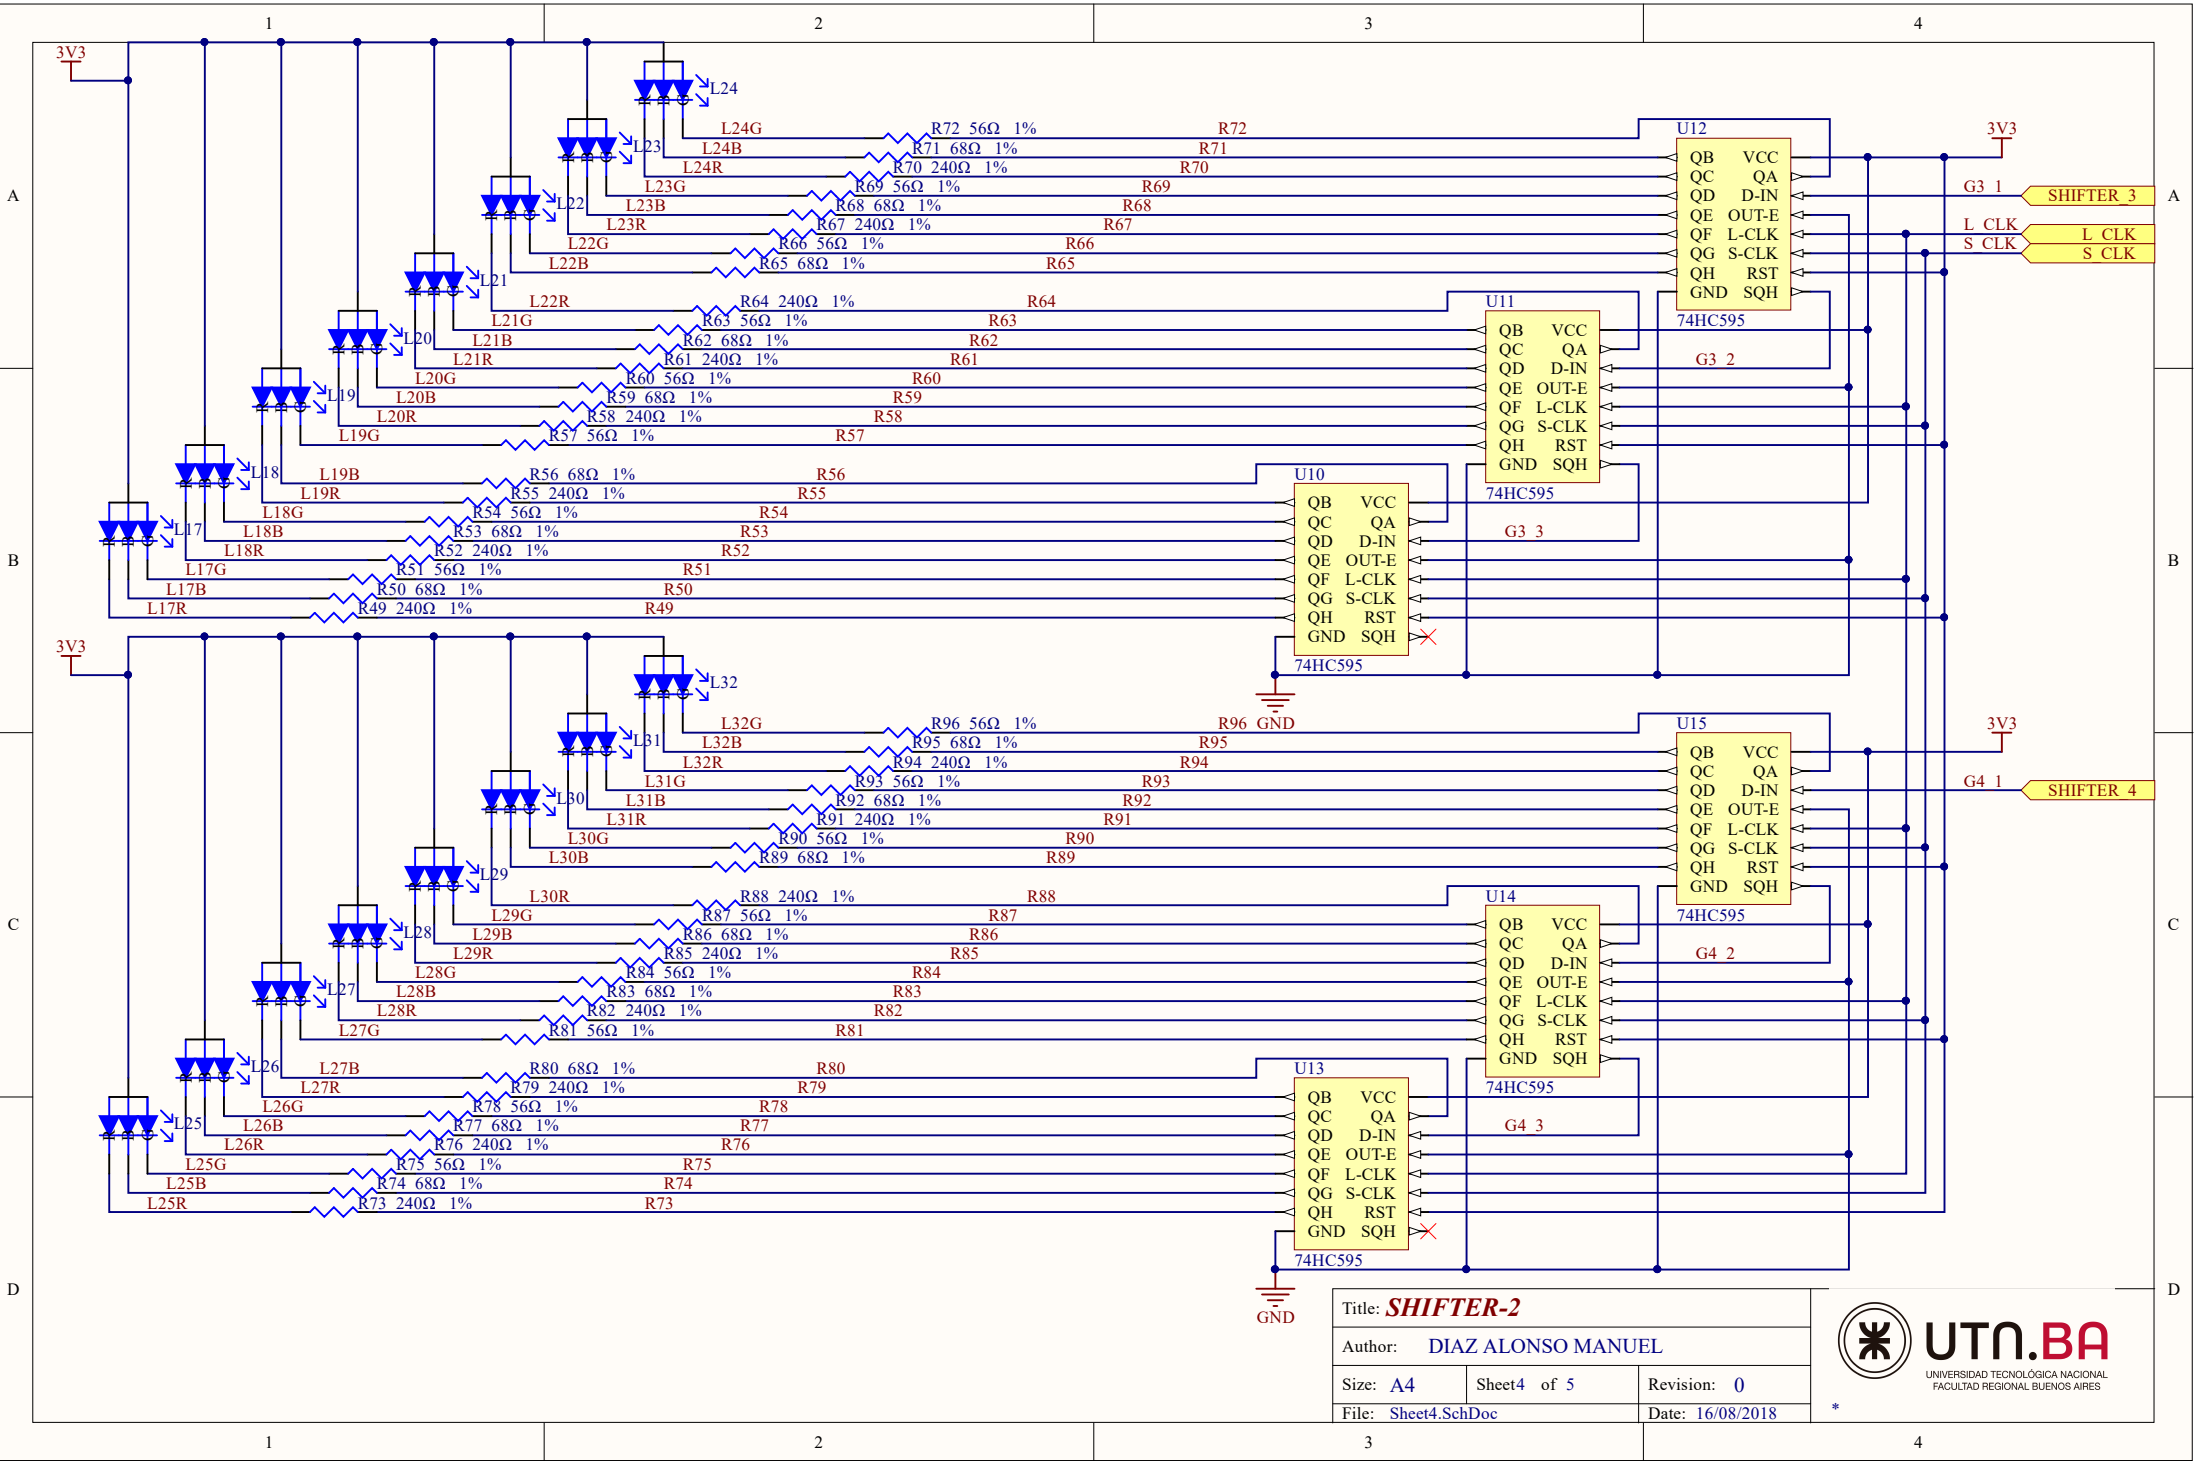 1 2 3 4
3V3
L24
L24G R72 56Ω 1% R72
L24B R71 68Ω 1% R71
L24R R70 240Ω 1% R70
L23
L23G R69 56Ω 1% R69
L23B R68 68Ω 1% R68
L23R R67 240Ω 1% R67
L22
L22G R66 56Ω 1% R66
L22B R65 68Ω 1% R65
L21
L22R R64 240Ω 1% R64
L21G R63 56Ω 1% R63
L21B R62 68Ω 1% R62
L21R R61 240Ω 1% R61
L20
L20G R60 56Ω 1% R60
L20B R59 68Ω 1% R59
L20R R58 240Ω 1% R58
L19
L19G R57 56Ω 1% R57
L19B R56 68Ω 1% R56
L19R R55 240Ω 1% R55
L18
L18G R54 56Ω 1% R54
L18B R53 68Ω 1% R53
L18R R52 240Ω 1% R52
L17
L17G R51 56Ω 1% R51
L17B R50 68Ω 1% R50
L17R R49 240Ω 1% R49
U12
QB VCC
QC QA
QD D-IN
QE OUT-E
QF L-CLK
QG S-CLK
QH RST
GND SQH
74HC595
3V3
G3_1 SHIFTER_3
L_CLK L_CLK
S_CLK S_CLK
U11
QB VCC
QC QA
QD D-IN
QE OUT-E
QF L-CLK
QG S-CLK
QH RST
GND SQH
74HC595
G3_2
U10
QB VCC
QC QA
QD D-IN
QE OUT-E
QF L-CLK
QG S-CLK
QH RST
GND SQH
74HC595
G3_3
GND
3V3
L32
L32G R96 56Ω 1% R96
L32B R95 68Ω 1% R95
L32R R94 240Ω 1% R94
L31
L31G R93 56Ω 1% R93
L31B R92 68Ω 1% R92
L31R R91 240Ω 1% R91
L30
L30G R90 56Ω 1% R90
L30B R89 68Ω 1% R89
L29
L30R R88 240Ω 1% R88
L29G R87 56Ω 1% R87
L29B R86 68Ω 1% R86
L29R R85 240Ω 1% R85
L28
L28G R84 56Ω 1% R84
L28B R83 68Ω 1% R83
L28R R82 240Ω 1% R82
L27
L27G R81 56Ω 1% R81
L27B R80 68Ω 1% R80
L27R R79 240Ω 1% R79
L26
L26G R78 56Ω 1% R78
L26B R77 68Ω 1% R77
L26R R76 240Ω 1% R76
L25
L25G R75 56Ω 1% R75
L25B R74 68Ω 1% R74
L25R R73 240Ω 1% R73
U15
QB VCC
QC QA
QD D-IN
QE OUT-E
QF L-CLK
QG S-CLK
QH RST
GND SQH
74HC595
3V3
G4_1 SHIFTER_4
U14
QB VCC
QC QA
QD D-IN
QE OUT-E
QF L-CLK
QG S-CLK
QH RST
GND SQH
74HC595
G4_2
U13
QB VCC
QC QA
QD D-IN
QE OUT-E
QF L-CLK
QG S-CLK
QH RST
GND SQH
74HC595
G4_3
GND
A A
B B
C C
D D
Title: SHIFTER-2
Author: DIAZ ALONSO MANUEL
Size: A4 Sheet 4 of 5 Revision: 0
File: Sheet4.SchDoc Date: 16/08/2018
UTN.BA
UNIVERSIDAD TECNOLÓGICA NACIONAL
FACULTAD REGIONAL BUENOS AIRES
*
1 2 3 4